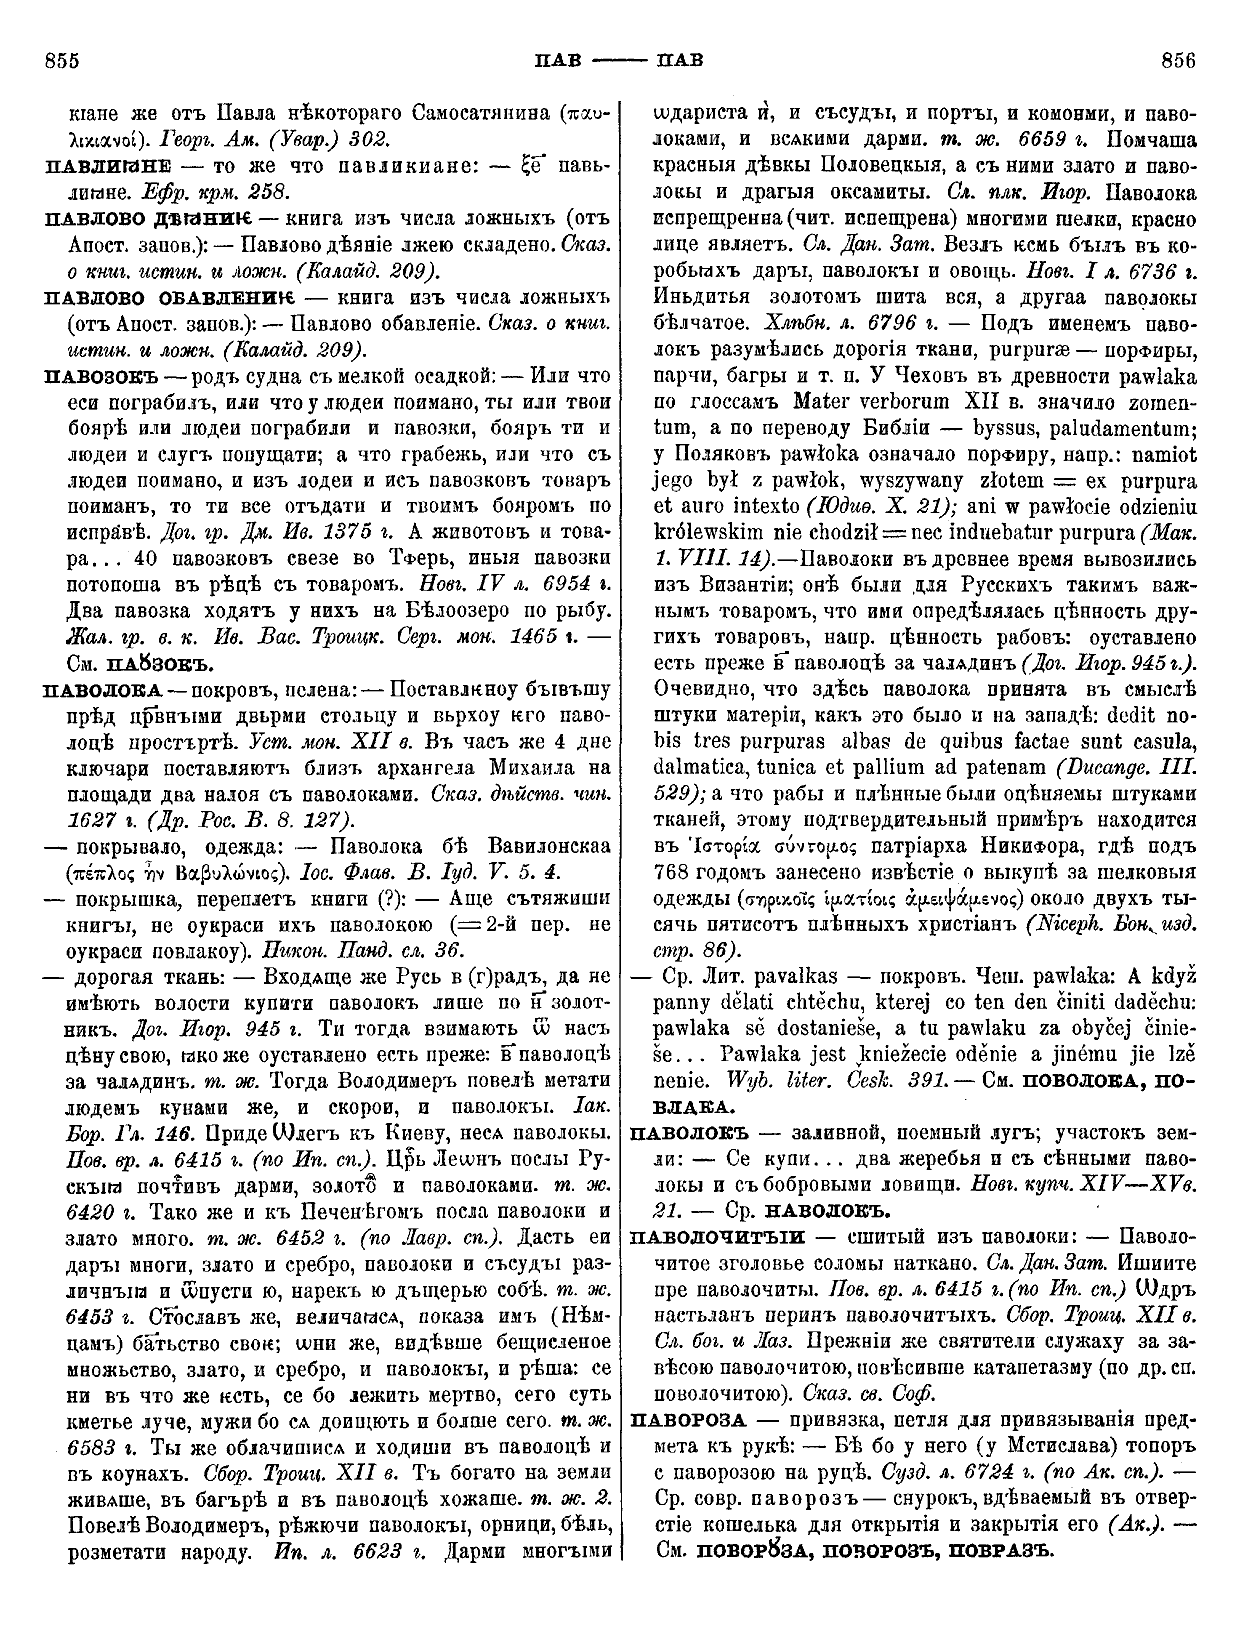 855
ПАВ —— ПАВ
856
кıане же отъ Павла нѣкотораго Самосатянина (παυ-
λικιανοί). Георг. Ам. (Увар.) 302.
ПАВЛИꙖНЕ — то же что павликиане: — ѯ҃е павь-
лиꙗне. Ефр. крм. 258.
ПАВЛОВО ДѢꙖНИѤ — книга изъ числа ложныхъ (отъ
Апост. запов.): — Павлово дѣяніе лжею складено. Сказ.
о книг. истин. и ложн. (Калайд. 209).
ПАВЛОВО ОБАВЛЕНИѤ — книга изъ числа ложныхъ
(отъ Апост. запов.): — Павлово обавленіе. Сказ. о книг.
истин. и ложн. (Калайд. 209).
ПАВОЗОКЪ — родъ судна съ мелкой осадкой: — Или что
еси пограбилъ, или что у людеи поимано, ты или твои
боярѣ или людеи пограбили и павозки, бояръ ти и
людеи и слугъ попущати; а что грабежь, или что съ
людеи поимано, и изъ лодеи и исъ павозковъ товаръ
поиманъ, то ти все отъдати и твоимъ бояромъ по
исправѣ. Дог. гр. Дм. Ив. 1375 г. А животовъ и това-
ра... 40 павозковъ свезе во Тферь, иныя павозки
потопоша въ рѣцѣ съ товаромъ. Новг. IV л. 6954 г.
Два павозка ходятъ у нихъ на Бѣлоозеро по рыбу.
Жал. гр. в. к. Ив. Вас. Троицк. Серг. мон. 1465 г. —
См. ПАꙊЗОКЪ.
ПАВОЛОКА — покровъ, пелена: — Поставлѥноу бывъшу
прѣд цр҃вными двьрми стольцу и вьрхоу ѥго паво-
лоцѣ простъртѣ. Уст. мон. XII в. Въ часъ же 4 дне
ключари поставляютъ близъ архангела Михаила на
площади два налоя съ паволоками. Сказ. дѣйств. чин.
1627 г. (Др. Рос. В. 8. 127).
— покрывало, одежда: — Паволока бѣ Вавилонскаа
(πέπλος ἦν Βαβυλώνιος). Іос. Флав. В. Іуд. V. 5. 4.
— покрышка, переплетъ книги (?): — Аще сътяжиши
книгы, не оукраси ихъ паволокою (= 2-й пер. не
оукраси повлакоу). Пикон. Панд. сл. 36.
— дорогая ткань: — Входѧще же Русь в (г)радъ, да не
имѣють волости купити паволокъ лише по н҃ золот-
никъ. Дог. Игор. 945 г. Ти тогда взимають ѿ насъ
цѣну свою, ꙗко же оуставлено есть преже: в҃ паволоцѣ
за чалѧдинъ. т. ж. Тогда Володимеръ повелѣ метати
людемъ кунами же, и скорои, и паволокы. Іак.
Бор. Гл. 146. Приде Ѡлегъ къ Киеву, несѧ паволокы.
Пов. вр. л. 6415 г. (по Ип. сп.). Цр҃ь Леѡнъ послы Ру-
скыꙗ почтивъ дарми, золото̑ и паволоками. т. ж.
6420 г. Тако же и къ Печенѣгомъ посла паволоки и
злато много. т. ж. 6452 г. (по Лавр. сп.). Дасть еи
дары многи, злато и сребро, паволоки и съсуды раз-
личныꙗ и ѿпусти ю, нарекъ ю дъщерью собѣ. т. ж.
6453 г. Ст҃ославъ же, величаꙗсѧ, показа имъ (Нѣм-
цамъ) ба҃тьство своѥ; ѡни же, видѣвше бещисленое
множьство, злато, и сребро, и паволокы, и рѣша: се
ни въ что же ѥсть, се бо лежить мертво, сего суть
кметье луче, мужи бо сѧ доищють и болше сего. т. ж.
6583 г. Ты же облачишисѧ и ходиши въ паволоцѣ и
въ коунахъ. Сбор. Троиц. XII в. Тъ богато на земли
живѧше, въ багърѣ и въ паволоцѣ хожаше. т. ж. 2.
Повелѣ Володимеръ, рѣжючи паволокы, орници, бѣль,
розметати народу. Ип. л. 6623 г. Дарми многыми
ѡдариста и̇, и съсуды, и порты, и комонми, и паво-
локами, и всѧкими дарми. т. ж. 6659 г. Помчаша
красныя дѣвкы Половецкыя, а съ ними злато и паво-
локы и драгыя оксамиты. Сл. плк. Игор. Паволока
испрещренна (чит. испещрена) многими шелки, красно
лице являетъ. Сл. Дан. Зат. Везлъ ѥсмь былъ въ ко-
робьꙗхъ дары, паволокы и овощь. Новг. I л. 6736 г.
Иньдитья золотомъ шита вся, а другаа паволокы
бѣлчатое. Хлѣбн. л. 6796 г. — Подъ именемъ паво-
локъ разумѣлись дорогія ткани, purpuræ — порфиры,
парчи, багры и т. п. У Чеховъ въ древности pawlaka
по глоссамъ Mater verborum XII в. значило zomen-
tum, а по переводу Библіи — byssus, paludamentum;
у Поляковъ pawłoka означало порфиру, напр.: namiot
jego był z pawłok, wyszywany złotem = ex purpura
et auro intexto (Юдиѳ. X. 21); ani w pawłocie odzieniu
królewskim nie chodził = nec induebatur purpura (Мак.
1. VIII. 14).—Паволоки въ древнее время вывозились
изъ Византіи; онѣ были для Русскихъ такимъ важ-
нымъ товаромъ, что ими опредѣлялась цѣнность дру-
гихъ товаровъ, напр. цѣнность рабовъ: оуставлено
есть преже в҃ паволоцѣ за чалѧдинъ (Дог. Игор. 945 г.).
Очевидно, что здѣсь паволока принята въ смыслѣ
штуки матеріи, какъ это было и на западѣ: dedit no-
bis tres purpuras albas de quibus factae sunt casula,
dalmatica, tunica et pallium ad patenam (Ducange. III.
529); а что рабы и плѣнные были оцѣняемы штуками
тканей, этому подтвердительный примѣръ находится
въ Ἱστορία σύντομος патріарха Никифора, гдѣ подъ
768 годомъ занесено извѣстіе о выкупѣ за шелковыя
одежды (σηρικοῖς ἱματίοις ἀμειψάμενος) около двухъ ты-
сячь пятисотъ плѣнныхъ христіанъ (Niceph. Бон. изд.
стр. 86).
— Ср. Лит. pavalkas — покровъ. Чеш. pawlaka: A když
panny dělati chtěchu, kterej co ten den činiti daděchu:
pawlaka sě dostanieše, a tu pawlaku za obyčej činie-
še... Pawlaka jest kniežecie oděnie a jinému jie lzě
nenie. Wyb. liter. Česk. 391. — См. ПОВОЛОКА, ПО-
ВЛАКА.
ПАВОЛОКЪ — заливной, поемный лугъ; участокъ зем-
ли: — Се купи... два жеребья и съ сѣнными паво-
локы и съ бобровыми ловищи. Новг. купч. XIV—XVв.
21. — Ср. НАВОЛОКЪ.
ПАВОЛОЧИТЫИ — сшитый изъ паволоки: — Паволо-
читое зголовье соломы наткано. Сл. Дан. Зат. Ишиите
пре паволочиты. Пов. вр. л. 6415 г. (по Ип. сп.) Ѡдръ
настьланъ перинъ паволочитыхъ. Сбор. Троиц. XII в.
Сл. бог. и Лаз. Прежніи же святители служаху за за-
вѣсою паволочитою, повѣсивше катапетазму (по др. сп.
поволочитою). Сказ. св. Соф.
ПАВОРОЗА — привязка, петля для привязыванія пред-
мета къ рукѣ: — Бѣ бо у него (у Мстислава) топоръ
с паворозою на руцѣ. Сузд. л. 6724 г. (по Ак. сп.). —
Ср. совр. паворозъ — снурокъ, вдѣваемый въ отвер-
стіе кошелька для открытія и закрытія его (Ак.). —
См. ПОВОРꙊЗА, ПОВОРОЗЪ, ПОВРАЗЪ.